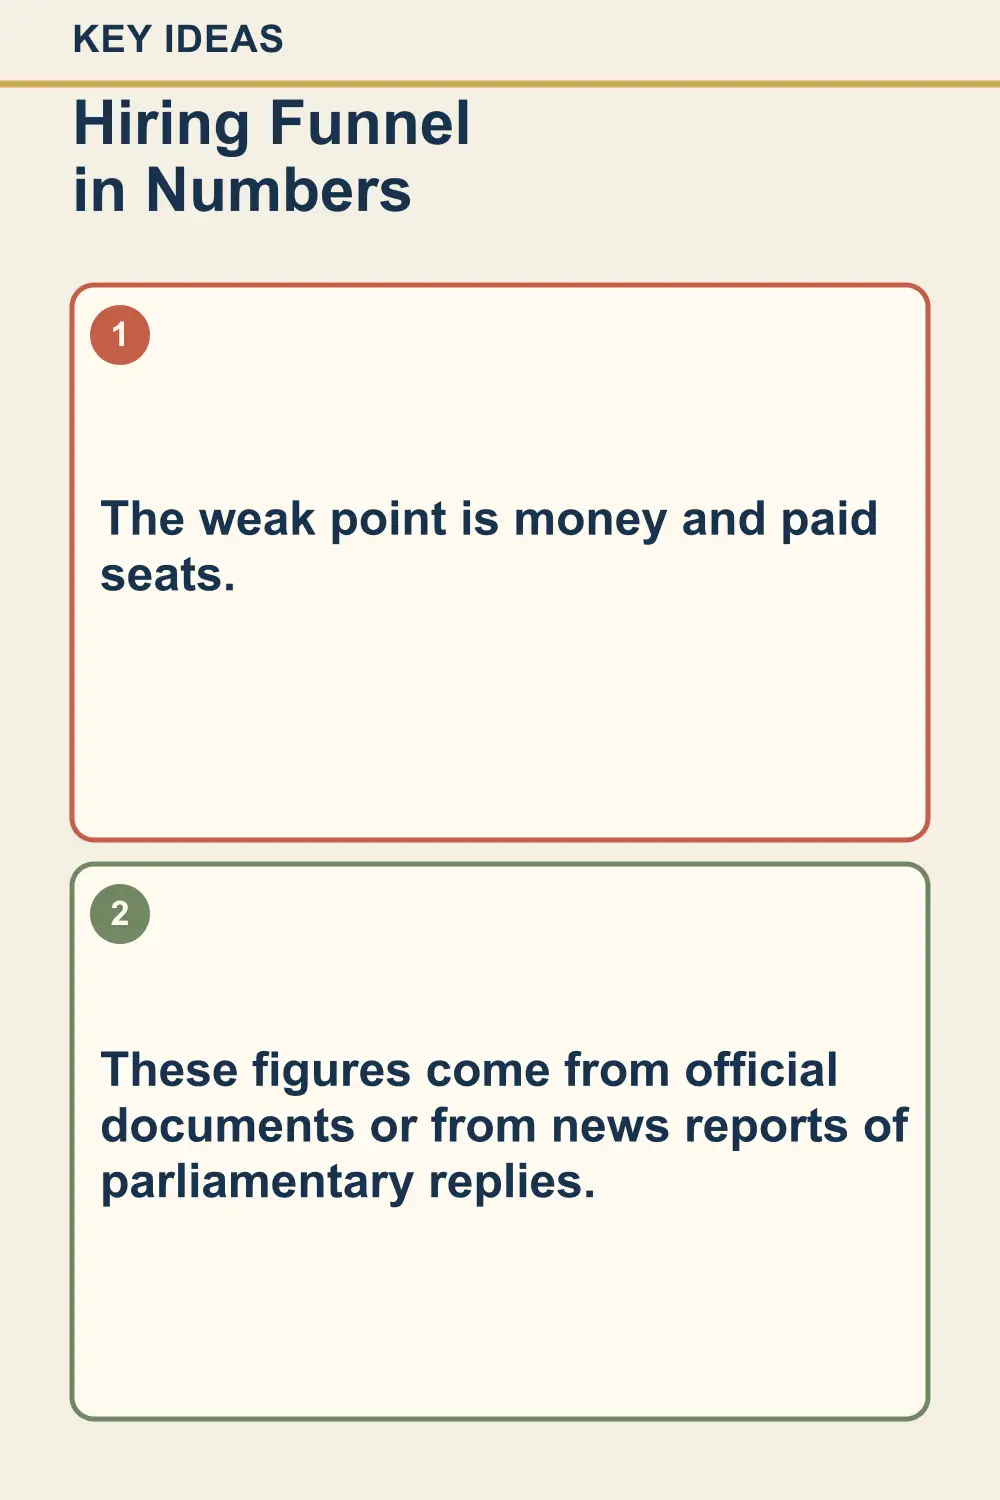 KEY IDEAS
Hiring Funnel
in Numbers
1
The weak point is money and paid
seats.
2
These figures come from official
documents or from news reports of
parliamentary replies.